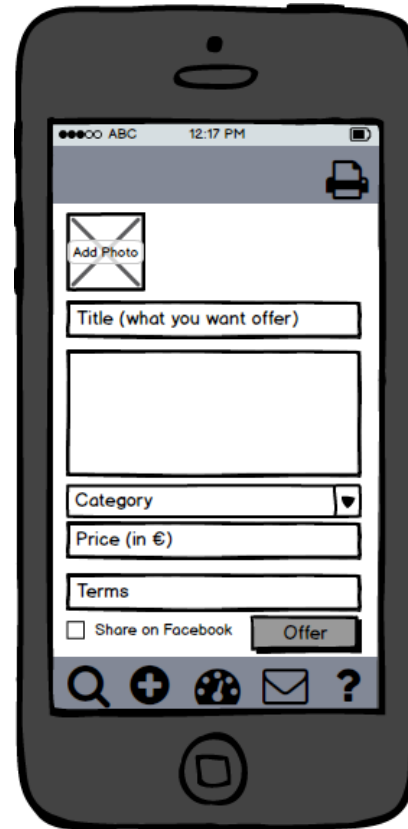 ●●●○○ ABC 12:17 PM
Add Photo
Title (what you want offer)
Category
Price (in €)
Terms
Share on Facebook
Offer
?